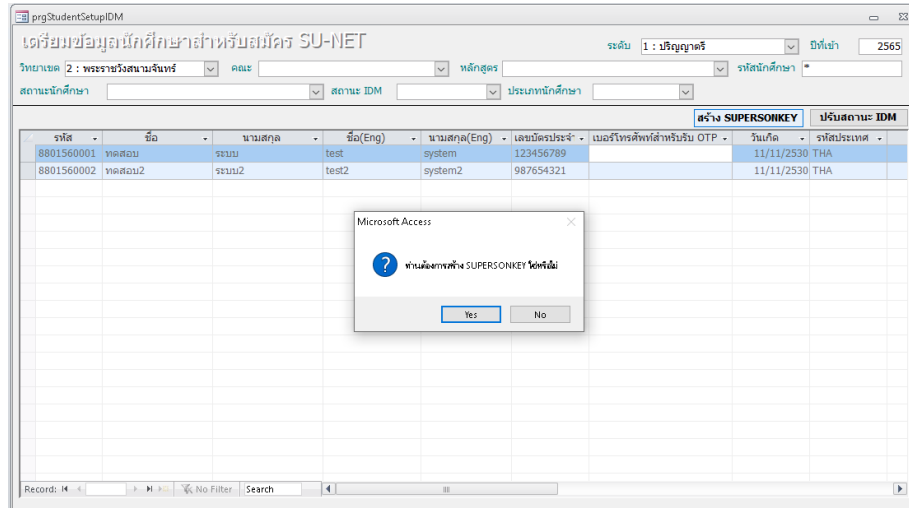 prgStudentSetupIDM
เตรียมข้อมูลนักศึกษาสำหรับสมัคร SU-NET
ระดับ 1 : ปริญญาตรี ปีที่เข้า 2565
วิทยาเขต 2 : พระราชวังสนามจันทร์ คณะ หลักสูตร รหัสนักศึกษา *
สถานะนักศึกษา สถานะ IDM ประเภทนักศึกษา
สร้าง SUPERSONKEY ปรับสถานะ IDM
รหัส ชื่อ นามสกุล ชื่อ(Eng) นามสกุล(Eng) เลขบัตรประจำ เบอร์โทรศัพท์สำหรับรับ OTP วันเกิด รหัสประเทศ
8801560001 ทดสอบ ระบบ test system 123456789 11/11/2530 THA
8801560002 ทดสอบ2 ระบบ2 test2 system2 987654321 11/11/2530 THA
Microsoft Access
ท่านต้องการสร้าง SUPERSONKEY ใช่หรือไม่
Yes No
Record: No Filter Search